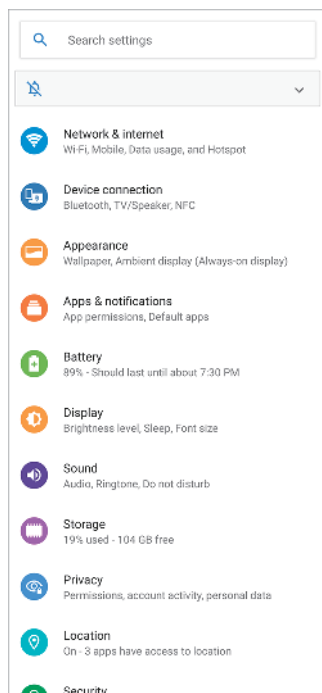 Search settings
Network & internet
Wi-Fi, Mobile, Data usage, and Hotspot
Device connection
Bluetooth, TV/Speaker, NFC
Appearance
Wallpaper, Ambient display (Always-on display)
Apps & notifications
App permissions, Default apps
Battery
89% - Should last until about 7:30 PM
Display
Brightness level, Sleep, Font size
Sound
Audio, Ringtone, Do not disturb
Storage
19% used - 104 GB free
Privacy
Permissions, account activity, personal data
Location
On - 3 apps have access to location
Security